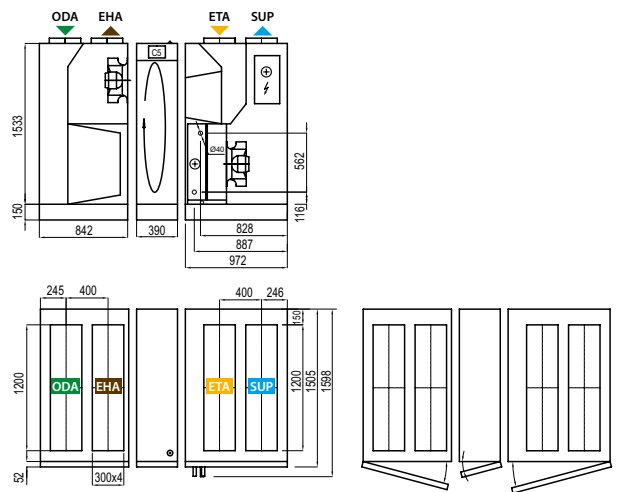 ODA EHA ETA SUP
C5
1533
Ø40
562
150
116
842 390 828
887
972
245 400 400 246
150
1200 ODA EHA ETA SUP 1200 1505 1598
52
300x4